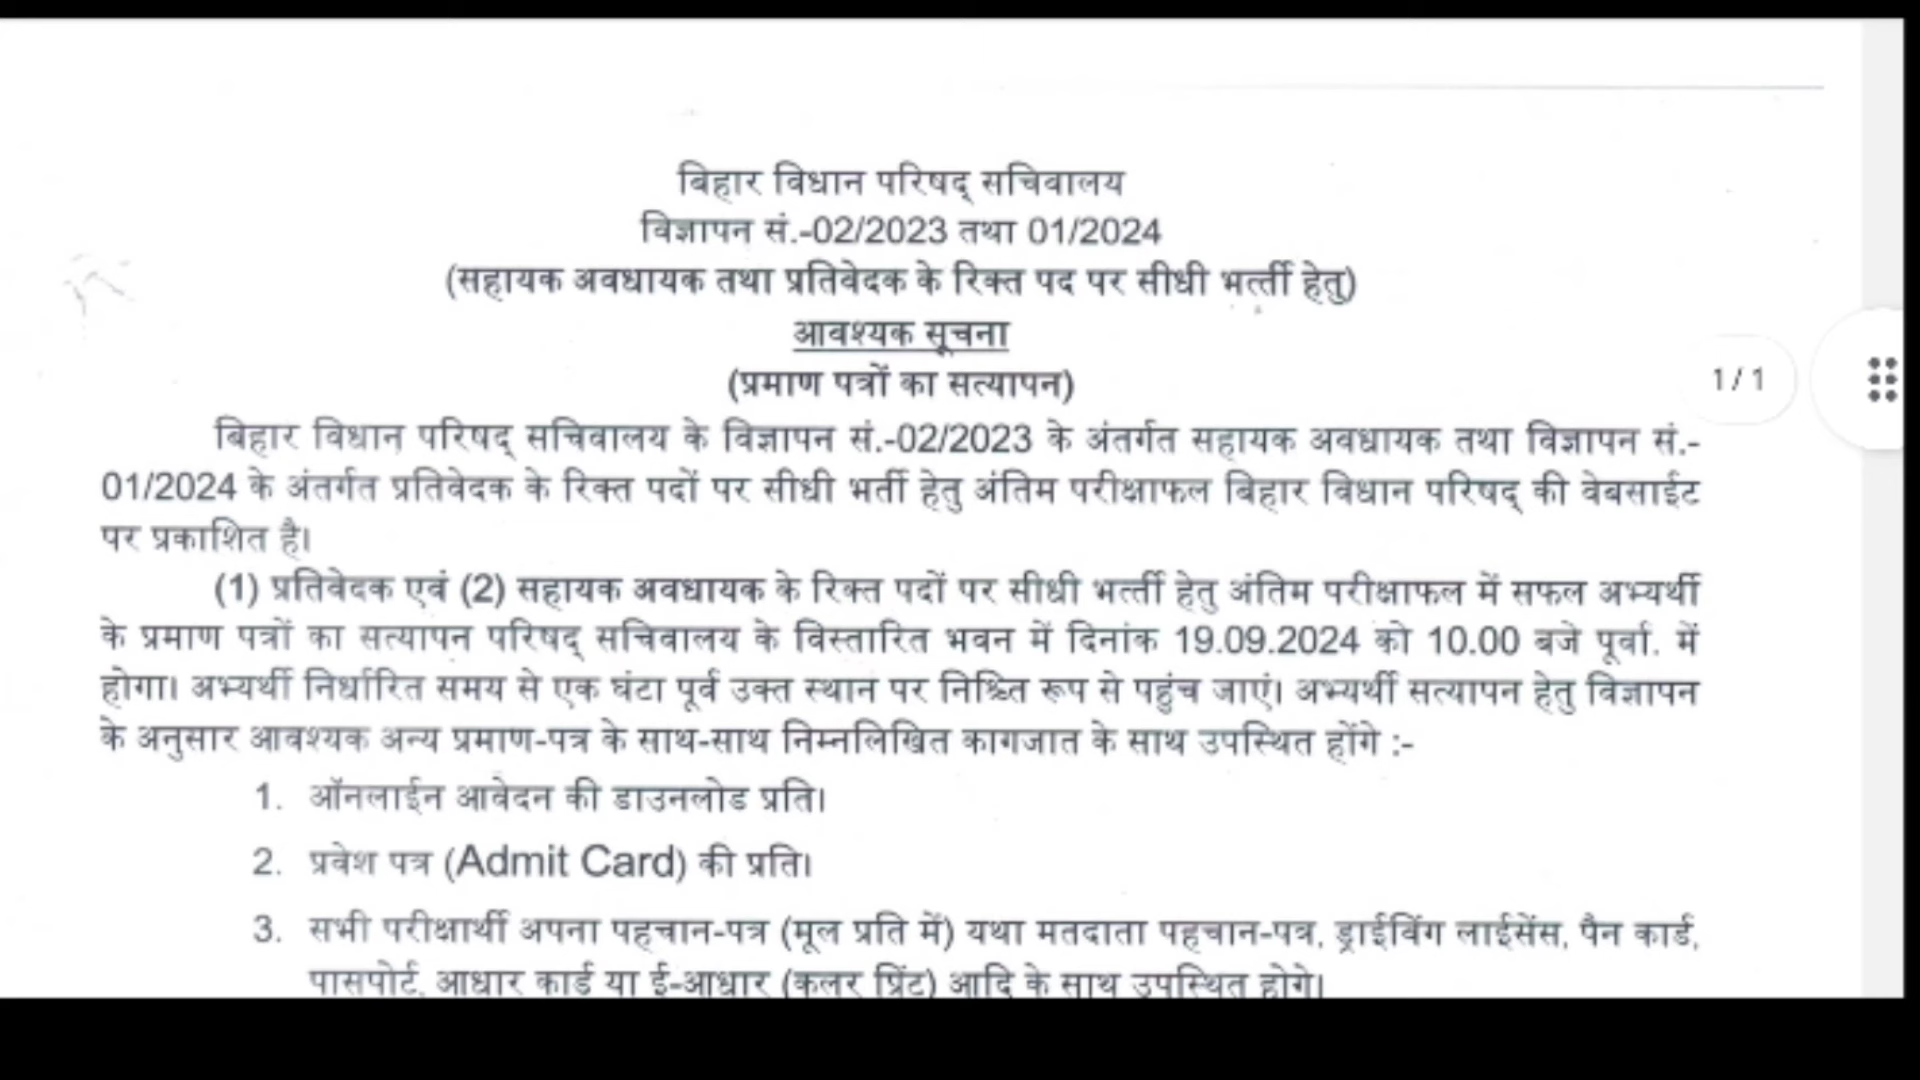 बिहार विधान परिषद् सचिवालय
विज्ञापन सं.-02/2023 तथा 01/2024
(सहायक अवधायक तथा प्रतिवेदक के रिक्त पद पर सीधी भर्त्ती हेतु)
आवश्यक सूचना
(प्रमाण पत्रों का सत्यापन)
1/1
बिहार विधान परिषद् सचिवालय के विज्ञापन सं.-02/2023 के अंतर्गत सहायक अवधायक तथा विज्ञापन सं.-
01/2024 के अंतर्गत प्रतिवेदक के रिक्त पदों पर सीधी भर्ती हेतु अंतिम परीक्षाफल बिहार विधान परिषद् की वेबसाईट
पर प्रकाशित है।
(1) प्रतिवेदक एवं (2) सहायक अवधायक के रिक्त पदों पर सीधी भर्त्ती हेतु अंतिम परीक्षाफल में सफल अभ्यर्थी
के प्रमाण पत्रों का सत्यापन परिषद् सचिवालय के विस्तारित भवन में दिनांक 19.09.2024 को 10.00 बजे पूर्वा. में
होगा। अभ्यर्थी निर्धारित समय से एक घंटा पूर्व उक्त स्थान पर निश्चित रूप से पहुंच जाएं। अभ्यर्थी सत्यापन हेतु विज्ञापन
के अनुसार आवश्यक अन्य प्रमाण-पत्र के साथ-साथ निम्नलिखित कागजात के साथ उपस्थित होंगे :-
1. ऑनलाईन आवेदन की डाउनलोड प्रति।
2. प्रवेश पत्र (Admit Card) की प्रति।
3. सभी परीक्षार्थी अपना पहचान-पत्र (मूल प्रति में) यथा मतदाता पहचान-पत्र, ड्राईविंग लाईसेंस, पैन कार्ड,
पासपोर्ट, आधार कार्ड या ई-आधार (कलर प्रिंट) आदि के साथ उपस्थित होगे।